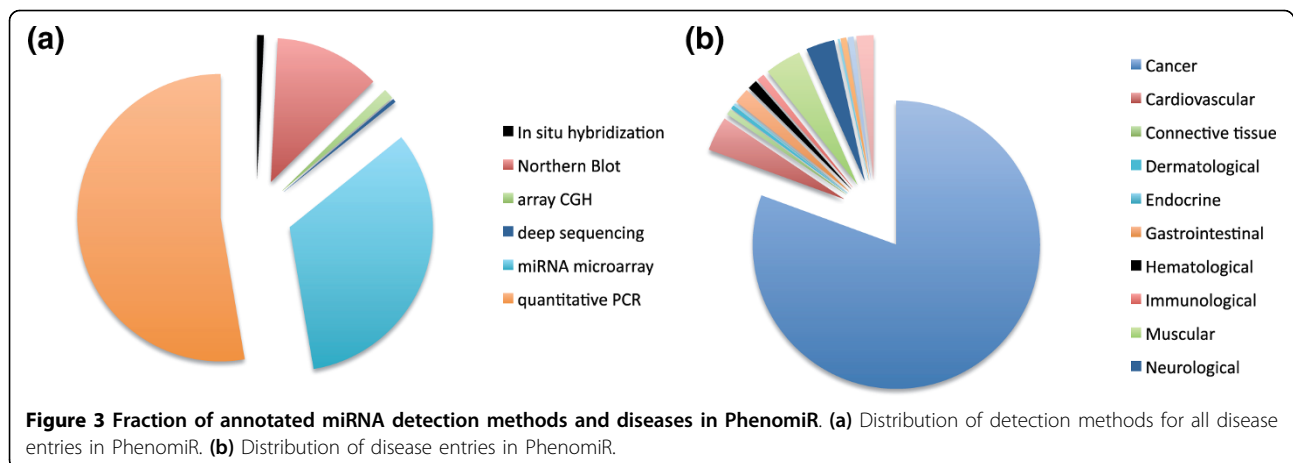 (a)
In situ hybridization
Northern Blot
array CGH
deep sequencing
miRNA microarray
quantitative PCR
(b)
Cancer
Cardiovascular
Connective tissue
Dermatological
Endocrine
Gastrointestinal
Hematological
Immunological
Muscular
Neurological
Figure 3 Fraction of annotated miRNA detection methods and diseases in PhenomiR. (a) Distribution of detection methods for all disease
entries in PhenomiR. (b) Distribution of disease entries in PhenomiR.